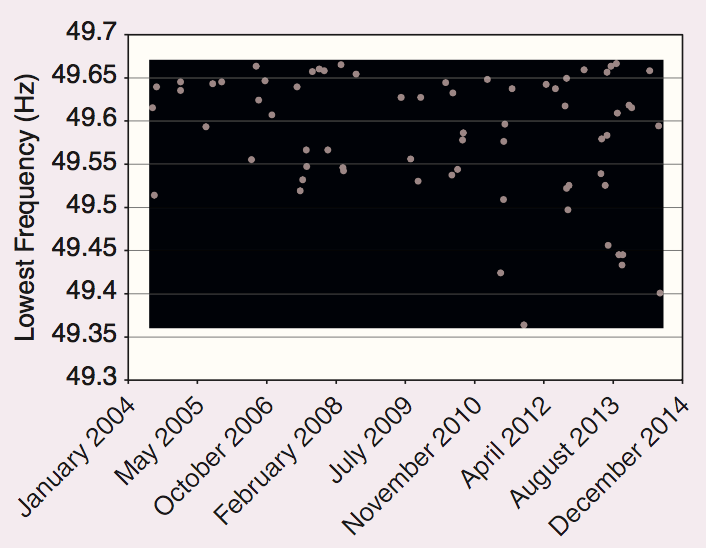 49.7
49.65
49.6
49.55
49.5
49.45
49.4
49.35
49.3
Lowest Frequency (Hz)
January 2004
May 2005
October 2006
February 2008
July 2009
November 2010
April 2012
August 2013
December 2014